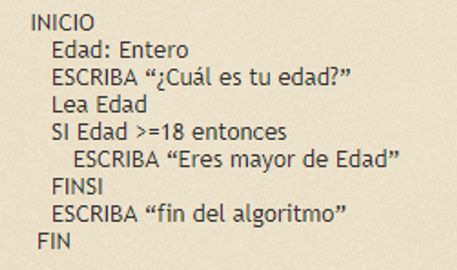 INICIO
Edad: Entero
ESCRIBA “¿Cuál es tu edad?”
Lea Edad
SI Edad >=18 entonces
ESCRIBA “Eres mayor de Edad”
FINSI
ESCRIBA “fin del algoritmo”
FIN